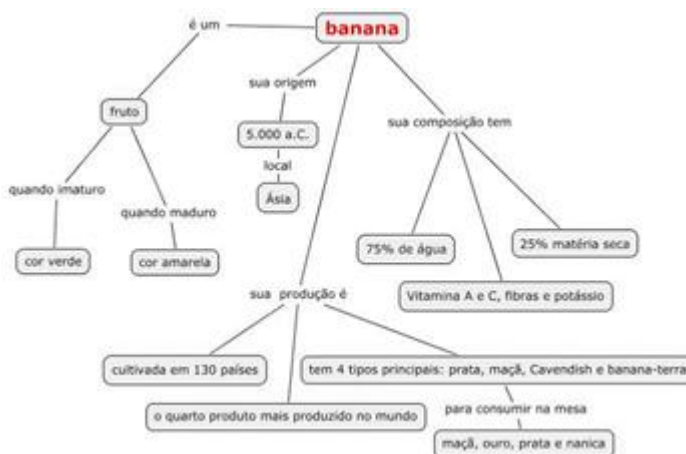 banana
é um
fruto
quando imaturo
cor verde
quando maduro
cor amarela
sua origem
5.000 a.C.
local
Ásia
sua composição tem
75% de água
Vitamina A e C, fibras e potássio
25% matéria seca
sua produção é
cultivada em 130 países
o quarto produto mais produzido no mundo
tem 4 tipos principais: prata, maçã, Cavendish e banana-terra
para consumir na mesa
maçã, ouro, prata e nanica